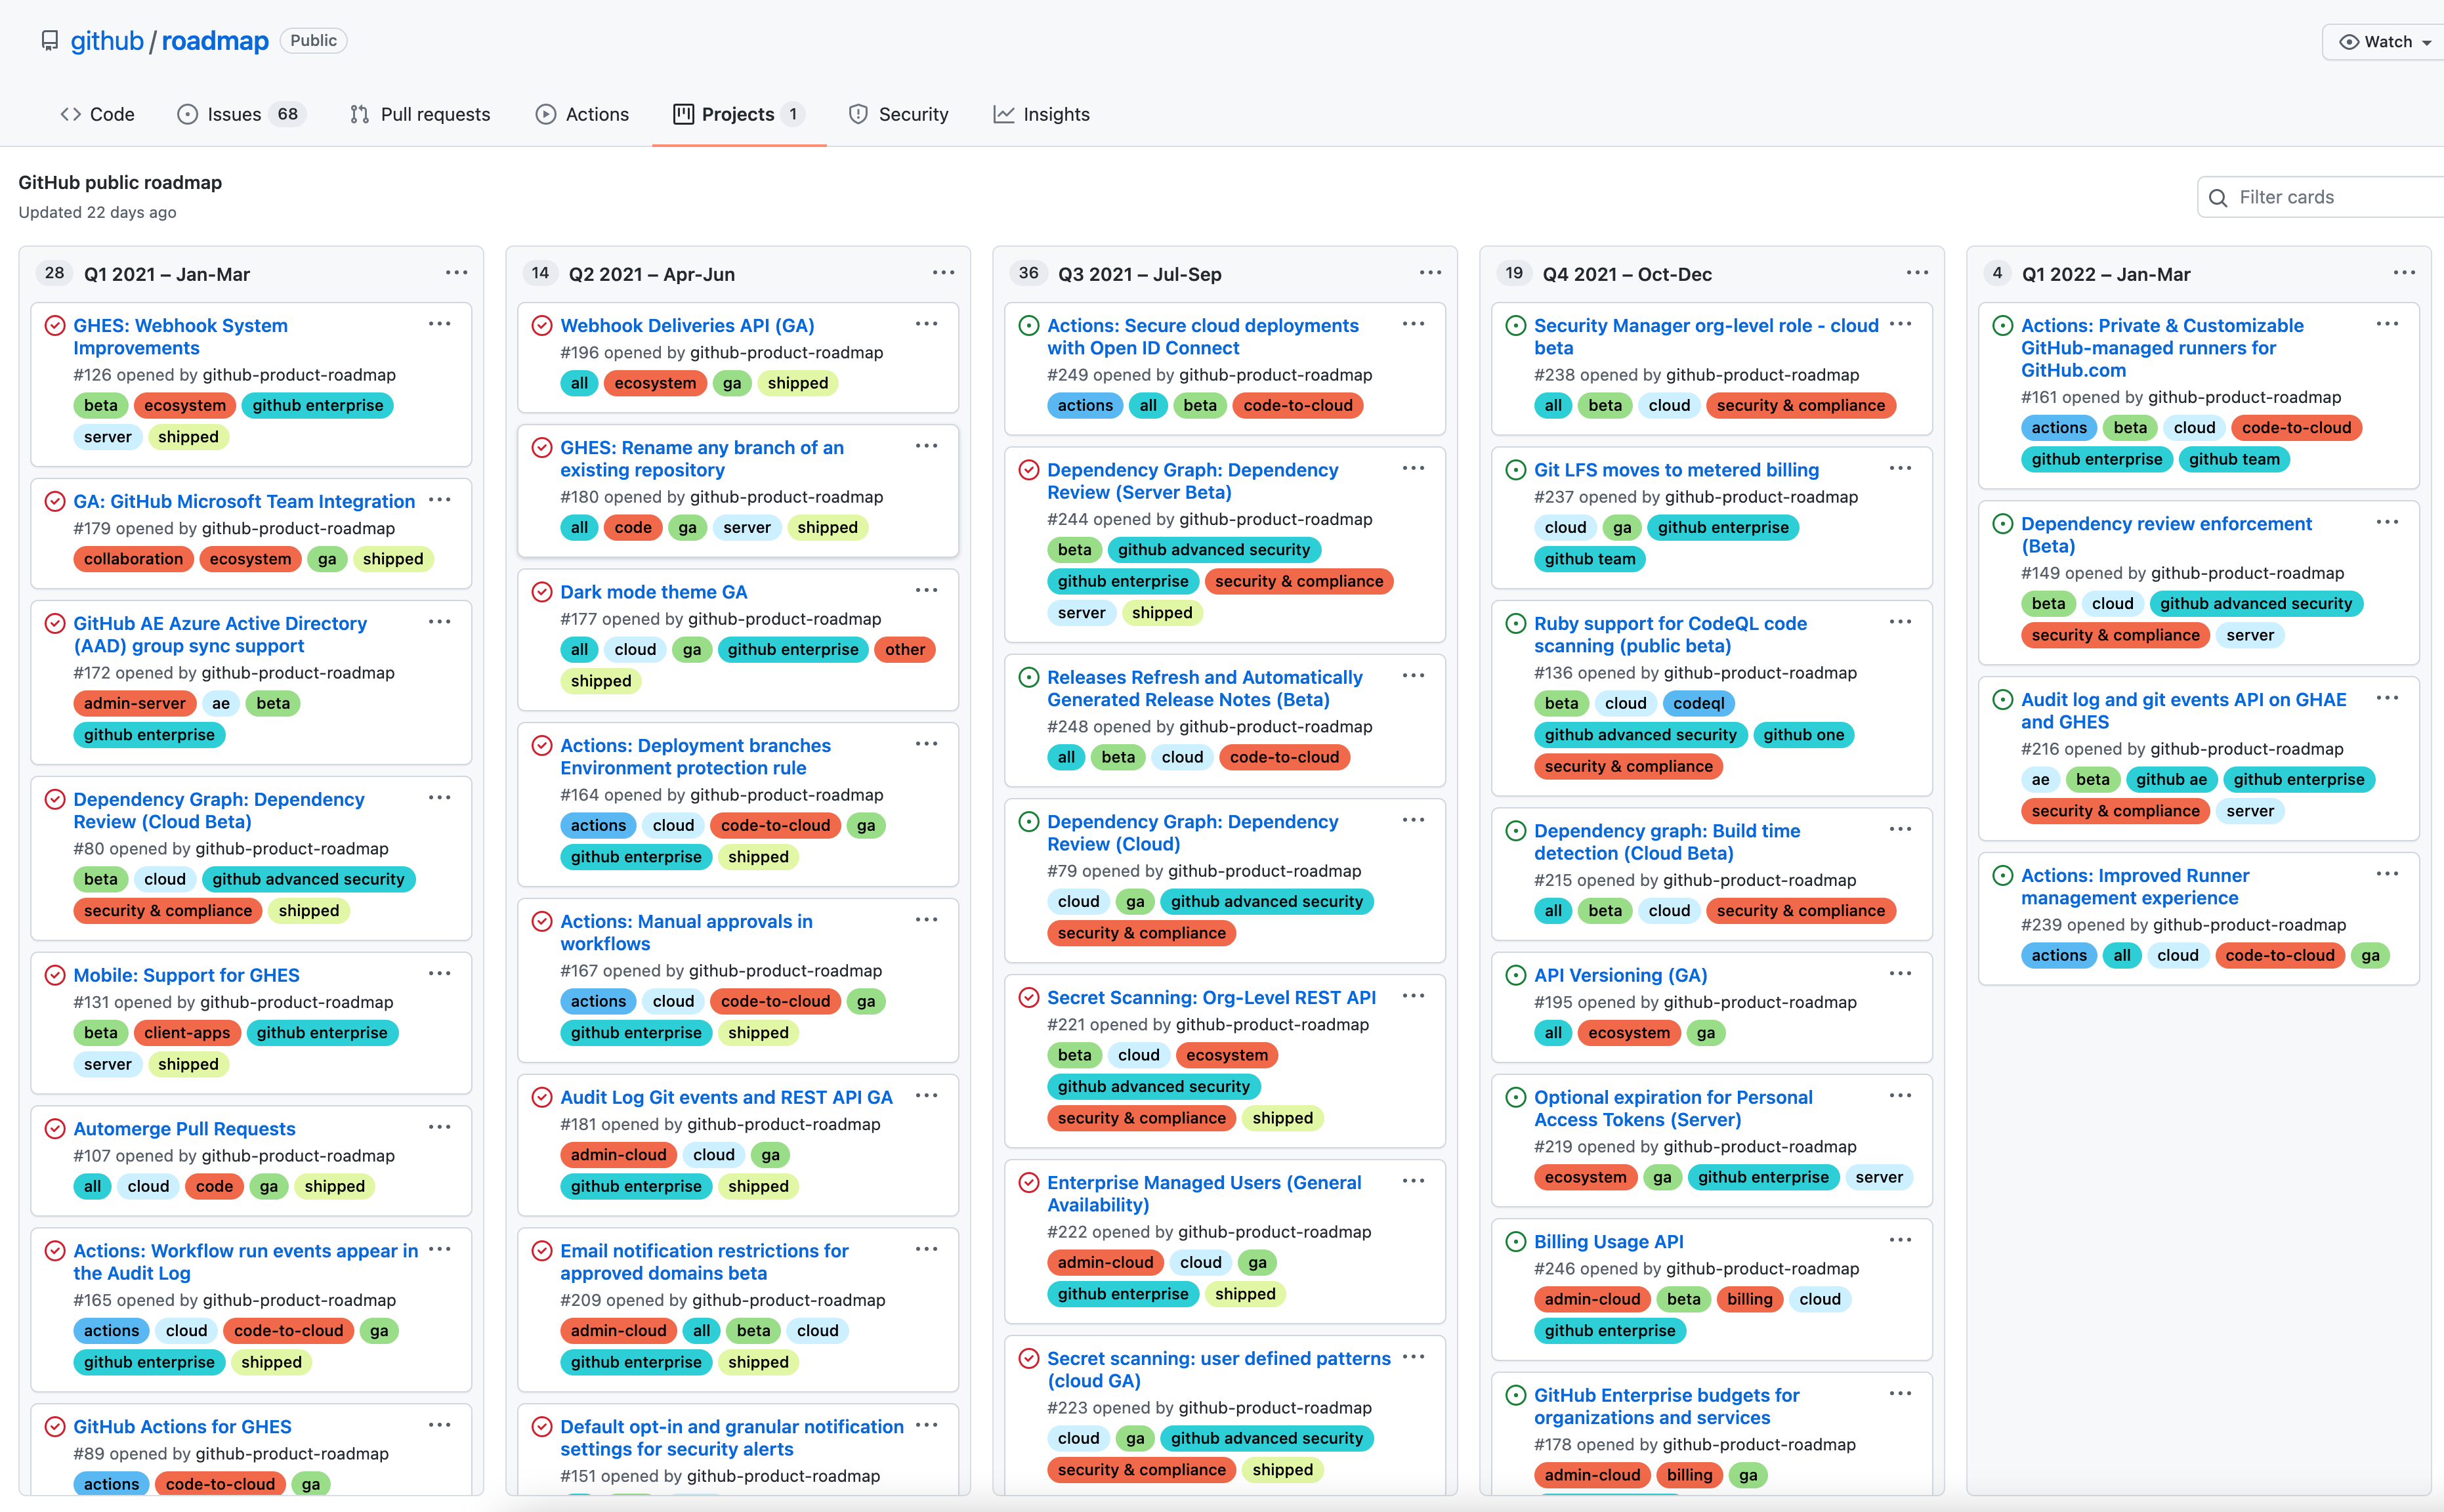 github / roadmap Public
Watch
Code
Issues 68
Pull requests
Actions
Projects 1
Security
Insights
GitHub public roadmap
Updated 22 days ago
Filter cards
28 Q1 2021 – Jan-Mar
GHES: Webhook System
Improvements
#126 opened by github-product-roadmap
beta ecosystem github enterprise
server shipped
GA: GitHub Microsoft Team Integration
#179 opened by github-product-roadmap
collaboration ecosystem ga shipped
GitHub AE Azure Active Directory
(AAD) group sync support
#172 opened by github-product-roadmap
admin-server ae beta
github enterprise
Dependency Graph: Dependency
Review (Cloud Beta)
#80 opened by github-product-roadmap
beta cloud github advanced security
security & compliance shipped
Mobile: Support for GHES
#131 opened by github-product-roadmap
beta client-apps github enterprise
server shipped
Automerge Pull Requests
#107 opened by github-product-roadmap
all cloud code ga shipped
Actions: Workflow run events appear in
the Audit Log
#165 opened by github-product-roadmap
actions cloud code-to-cloud ga
github enterprise shipped
GitHub Actions for GHES
#89 opened by github-product-roadmap
actions code-to-cloud ga
14 Q2 2021 – Apr-Jun
Webhook Deliveries API (GA)
#196 opened by github-product-roadmap
all ecosystem ga shipped
GHES: Rename any branch of an
existing repository
#180 opened by github-product-roadmap
all code ga server shipped
Dark mode theme GA
#177 opened by github-product-roadmap
all cloud ga github enterprise other
shipped
Actions: Deployment branches
Environment protection rule
#164 opened by github-product-roadmap
actions cloud code-to-cloud ga
github enterprise shipped
Actions: Manual approvals in
workflows
#167 opened by github-product-roadmap
actions cloud code-to-cloud ga
github enterprise shipped
Audit Log Git events and REST API GA
#181 opened by github-product-roadmap
admin-cloud cloud ga
github enterprise shipped
Email notification restrictions for
approved domains beta
#209 opened by github-product-roadmap
admin-cloud all beta cloud
github enterprise shipped
Default opt-in and granular notification
settings for security alerts
#151 opened by github-product-roadmap
36 Q3 2021 – Jul-Sep
Actions: Secure cloud deployments
with Open ID Connect
#249 opened by github-product-roadmap
actions all beta code-to-cloud
Dependency Graph: Dependency
Review (Server Beta)
#244 opened by github-product-roadmap
beta github advanced security
github enterprise security & compliance
server shipped
Releases Refresh and Automatically
Generated Release Notes (Beta)
#248 opened by github-product-roadmap
all beta cloud code-to-cloud
Dependency Graph: Dependency
Review (Cloud)
#79 opened by github-product-roadmap
cloud ga github advanced security
security & compliance
Secret Scanning: Org-Level REST API
#221 opened by github-product-roadmap
beta cloud ecosystem
github advanced security
security & compliance shipped
Enterprise Managed Users (General
Availability)
#222 opened by github-product-roadmap
admin-cloud cloud ga
github enterprise shipped
Secret scanning: user defined patterns
(cloud GA)
#223 opened by github-product-roadmap
cloud ga github advanced security
security & compliance shipped
19 Q4 2021 – Oct-Dec
Security Manager org-level role - cloud
beta
#238 opened by github-product-roadmap
all beta cloud security & compliance
Git LFS moves to metered billing
#237 opened by github-product-roadmap
cloud ga github enterprise
github team
Ruby support for CodeQL code
scanning (public beta)
#136 opened by github-product-roadmap
beta cloud codeql
github advanced security github one
security & compliance
Dependency graph: Build time
detection (Cloud Beta)
#215 opened by github-product-roadmap
all beta cloud security & compliance
API Versioning (GA)
#195 opened by github-product-roadmap
all ecosystem ga
Optional expiration for Personal
Access Tokens (Server)
#219 opened by github-product-roadmap
ecosystem ga github enterprise server
Billing Usage API
#246 opened by github-product-roadmap
admin-cloud beta billing cloud
github enterprise
GitHub Enterprise budgets for
organizations and services
#178 opened by github-product-roadmap
admin-cloud billing ga
4 Q1 2022 – Jan-Mar
Actions: Private & Customizable
GitHub-managed runners for
GitHub.com
#161 opened by github-product-roadmap
actions beta cloud code-to-cloud
github enterprise github team
Dependency review enforcement
(Beta)
#149 opened by github-product-roadmap
beta cloud github advanced security
security & compliance server
Audit log and git events API on GHAE
and GHES
#216 opened by github-product-roadmap
ae beta github ae github enterprise
security & compliance server
Actions: Improved Runner
management experience
#239 opened by github-product-roadmap
actions all cloud code-to-cloud ga